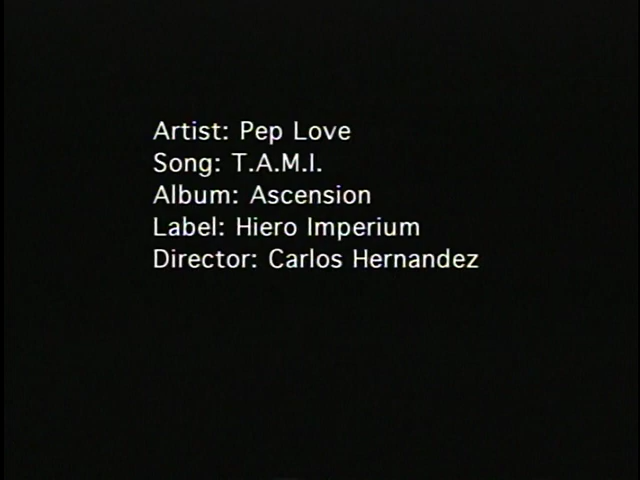 Artist: Pep Love
Song: T.A.M.I.
Album: Ascension
Label: Hiero Imperium
Director: Carlos Hernandez